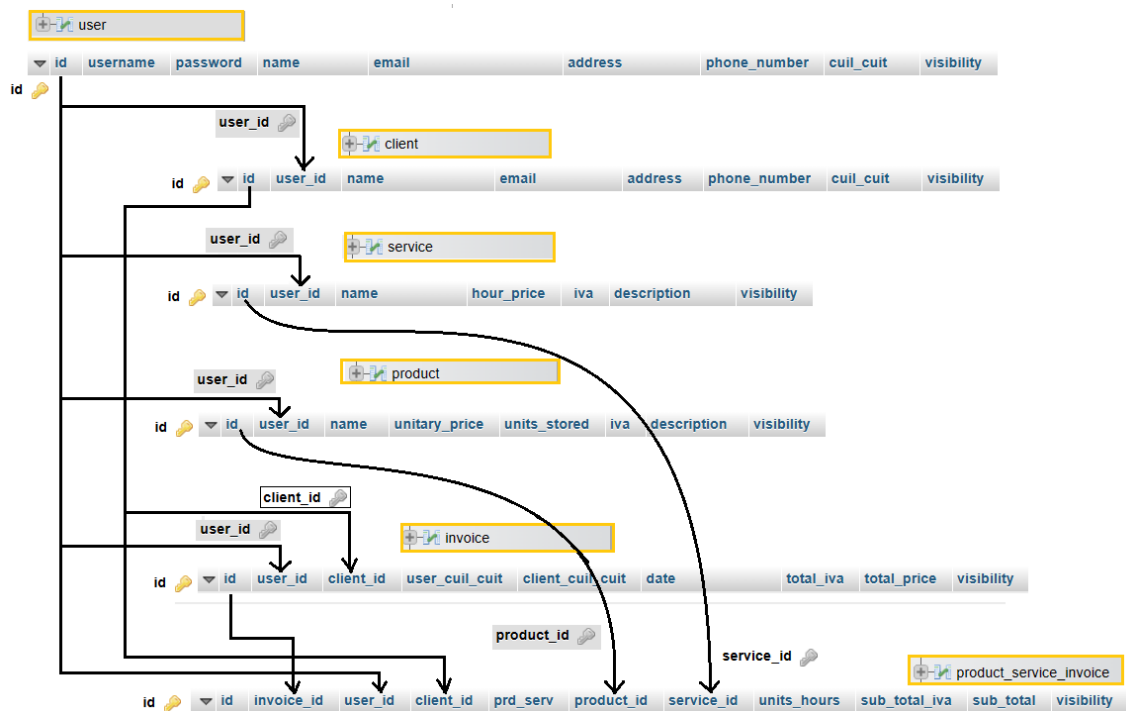 user
id username password name email address phone_number cuil_cuit visibility
id
user_id
client
id id user_id name email address phone_number cuil_cuit visibility
user_id
service
id id user_id name hour_price iva description visibility
product
user_id
id id user_id name unitary_price units_stored iva description visibility
client_id
user_id
invoice
id id user_id client_id user_cuil_cuit client_cuil_cuit date total_iva total_price visibility
product_id
service_id
product_service_invoice
id id invoice_id user_id client_id prd_serv product_id service_id units_hours sub_total_iva sub_total visibility